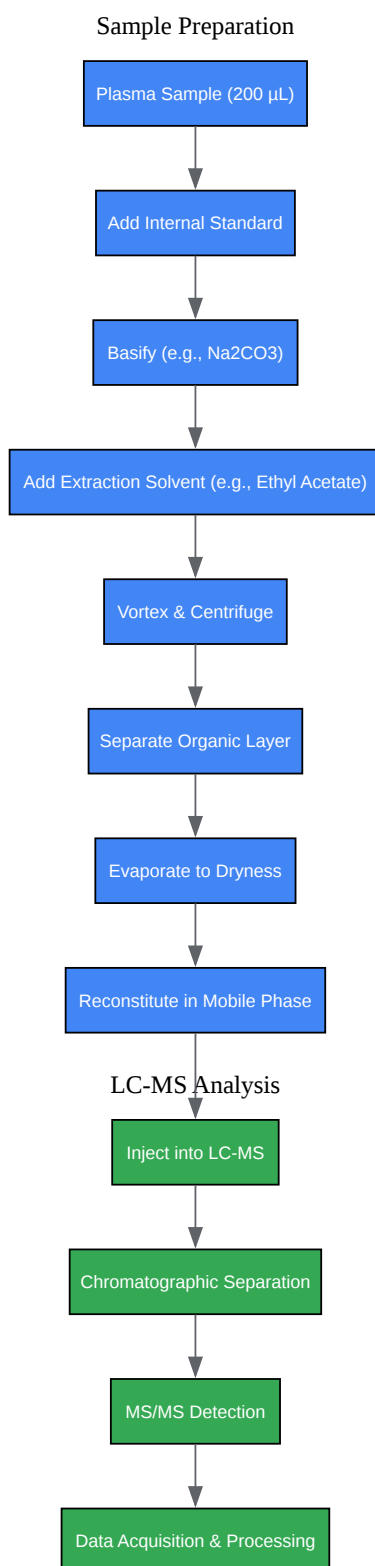 Sample Preparation
Plasma Sample (200 µL)
Add Internal Standard
Basify (e.g., Na2CO3)
Add Extraction Solvent (e.g., Ethyl Acetate)
Vortex & Centrifuge
Separate Organic Layer
Evaporate to Dryness
Reconstitute in Mobile Phase
LC-MS Analysis
Inject into LC-MS
Chromatographic Separation
MS/MS Detection
Data Acquisition & Processing